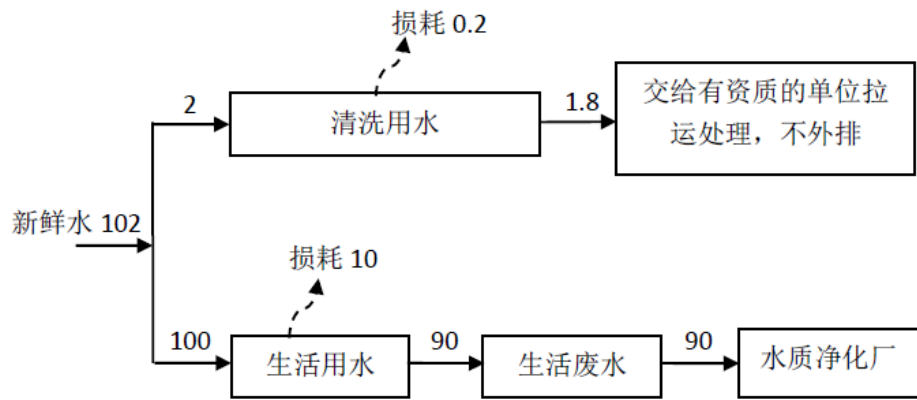 损耗 0.2
2
清洗用水
1.8
交给有资质的单位拉
运处理，不外排
新鲜水 102
损耗 10
100
生活用水
90
生活废水
90
水质净化厂